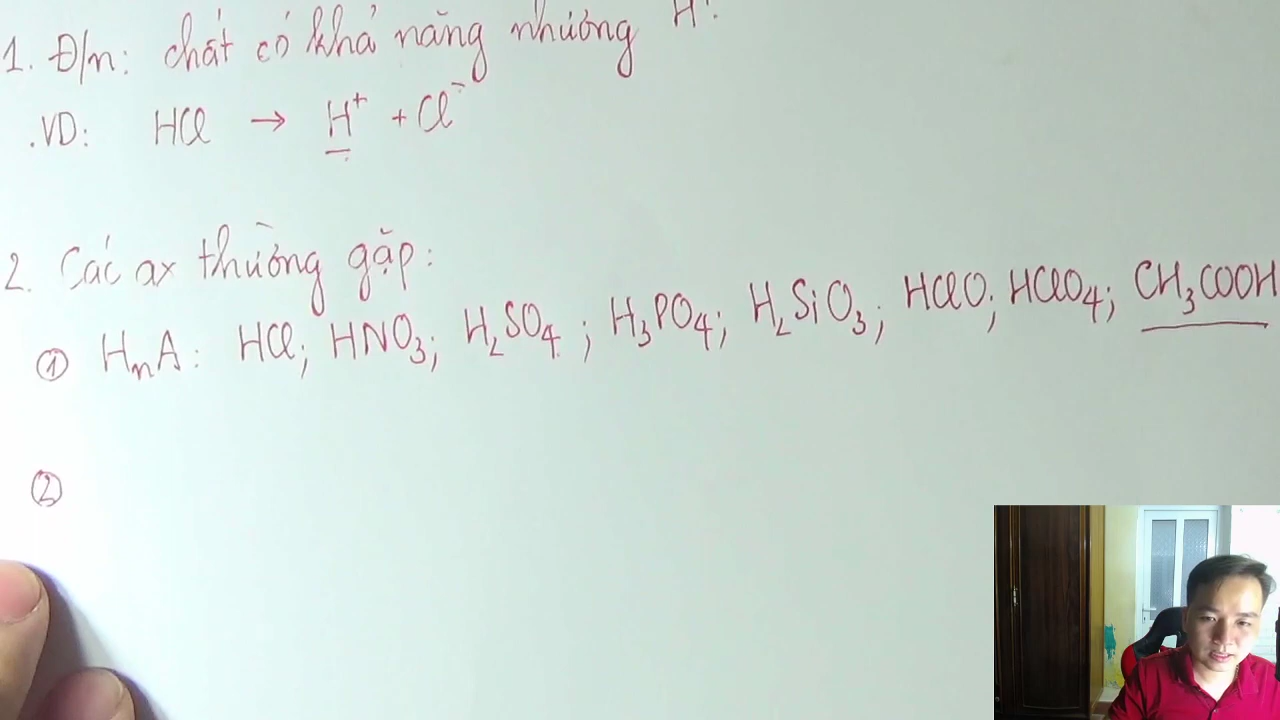 1. Đ/n: chất có khả năng nhường H⁺.
.VD: HCl → H⁺ + Cl⁻
2. Các ax thường gặp:
① HₙA: HCl; HNO₃; H₂SO₄; H₃PO₄; H₂SiO₃; HClO; HClO₄; CH₃COOH
②